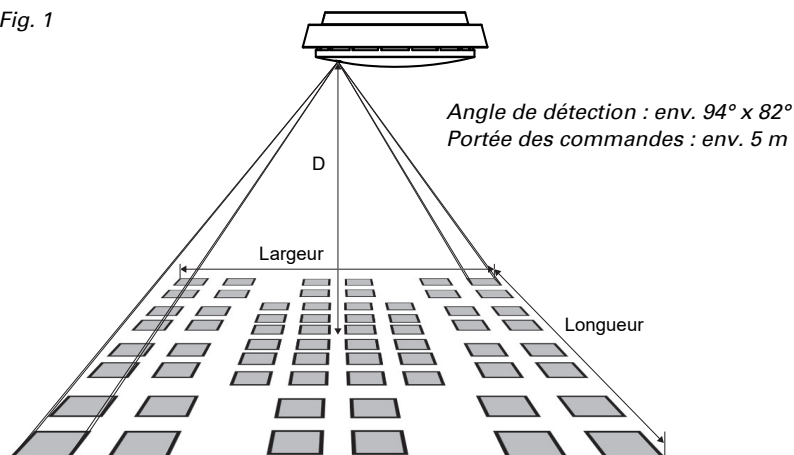 Fig. 1
Angle de détection : env. 94° x 82°
Portée des commandes : env. 5 m
D
Largeur
Longueur